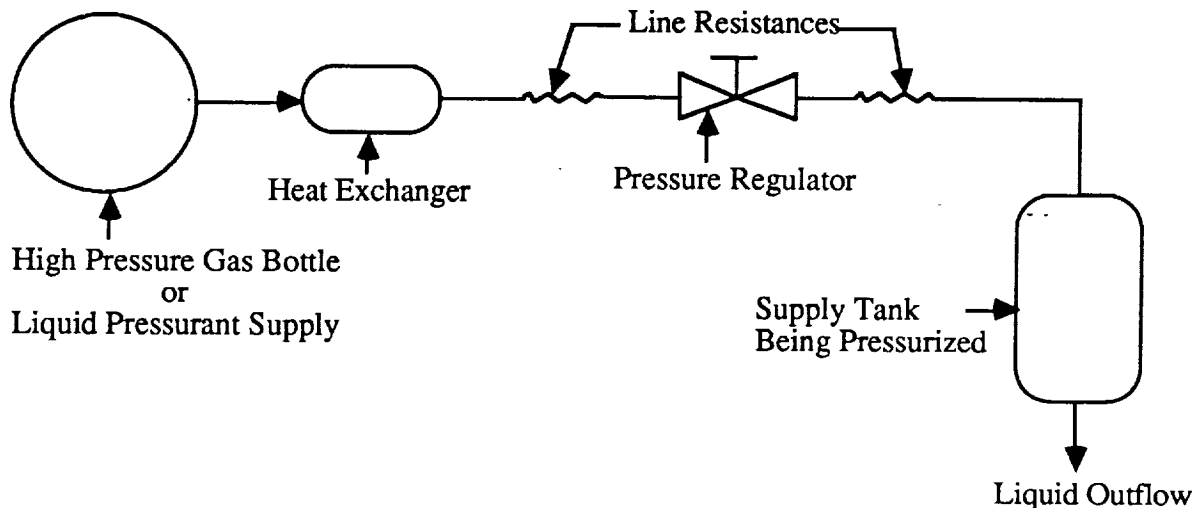 Line Resistances
Heat Exchanger
Pressure Regulator
High Pressure Gas Bottle
or
Liquid Pressurant Supply
Supply Tank
Being Pressurized
Liquid Outflow